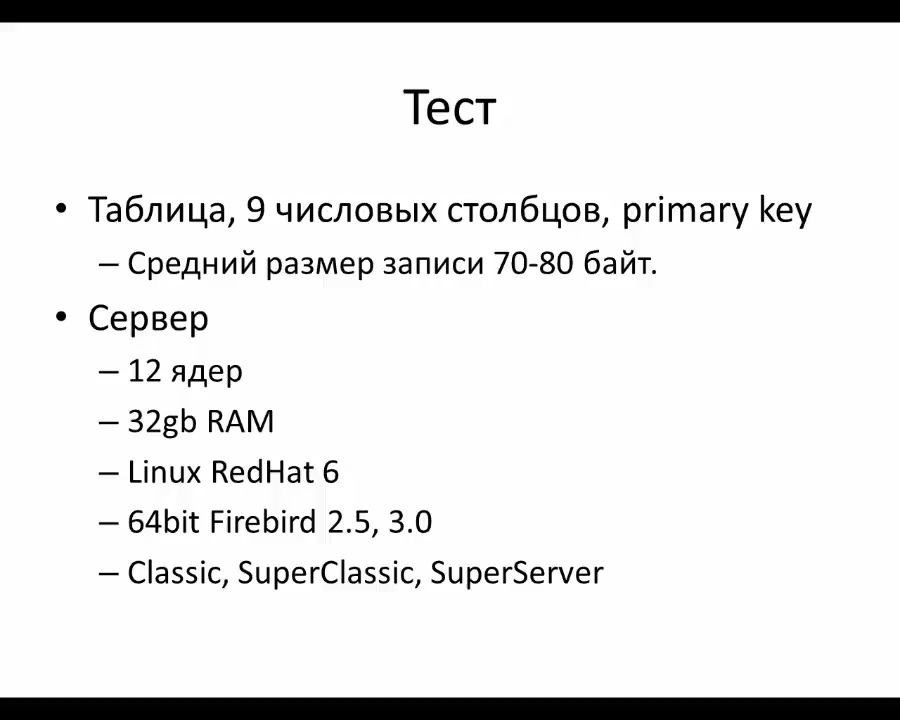 Тест
• Таблица, 9 числовых столбцов, primary key
– Средний размер записи 70-80 байт.
• Сервер
– 12 ядер
– 32gb RAM
– Linux RedHat 6
– 64bit Firebird 2.5, 3.0
– Classic, SuperClassic, SuperServer